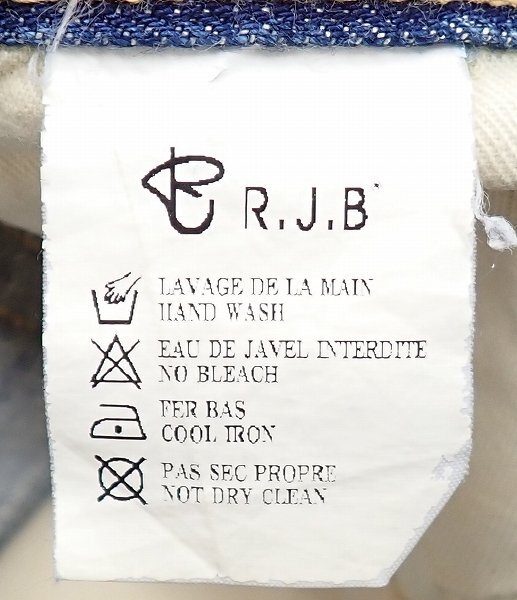 R.J.B
LAVAGE DE LA MAIN
HAND WASH
EAU DE JAVEL INTERDITE
NO BLEACH
FER BAS
COOL IRON
PAS SEC PROPRE
NOT DRY CLEAN